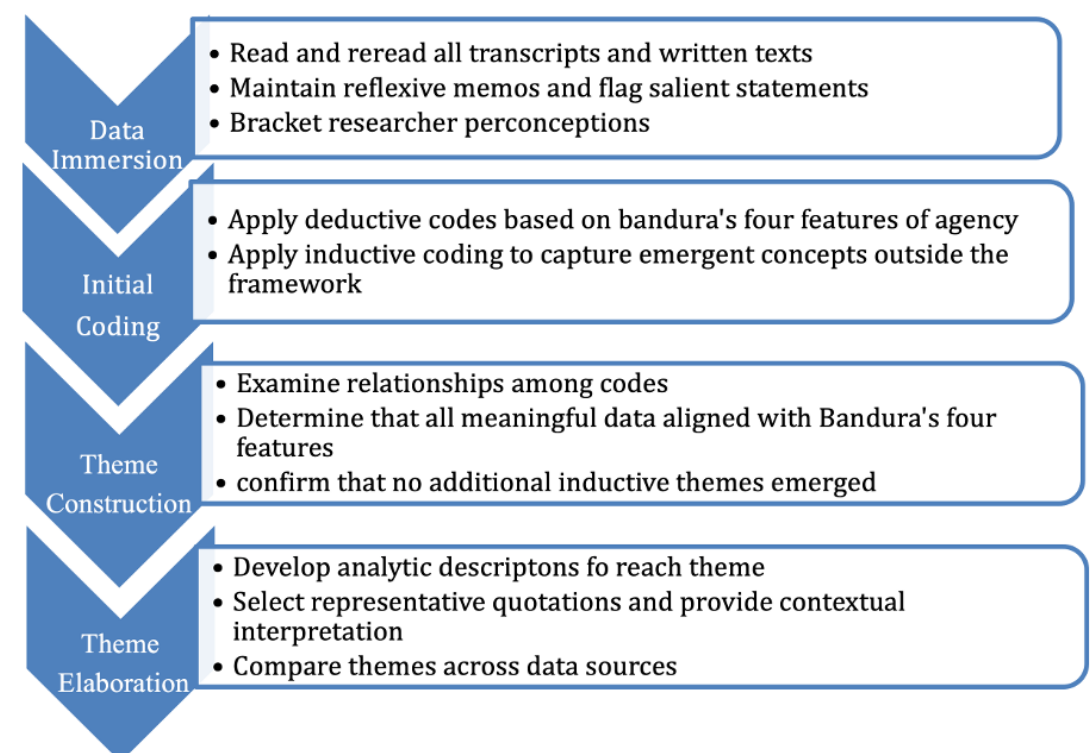 Data
Immersion
• Read and reread all transcripts and written texts
• Maintain reflexive memos and flag salient statements
• Bracket researcher perconceptions
Initial
Coding
• Apply deductive codes based on bandura's four features of agency
• Apply inductive coding to capture emergent concepts outside the
framework
Theme
Construction
• Examine relationships among codes
• Determine that all meaningful data aligned with Bandura's four
features
• confirm that no additional inductive themes emerged
Theme
Elaboration
• Develop analytic descriptons fo reach theme
• Select representative quotations and provide contextual
interpretation
• Compare themes across data sources